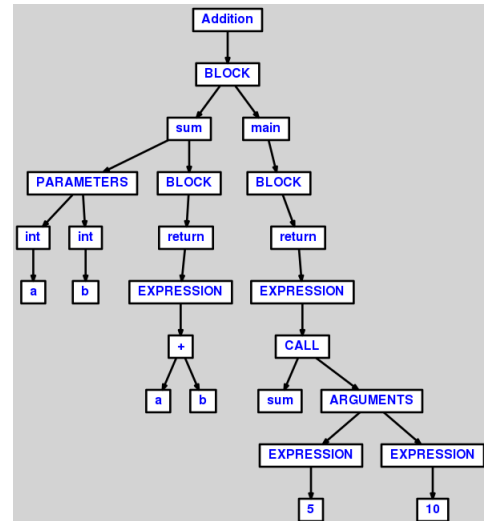 Addition
BLOCK
sum main
PARAMETERS BLOCK BLOCK
int int return return
a b EXPRESSION EXPRESSION
+ CALL
a b sum ARGUMENTS
EXPRESSION EXPRESSION
5 10